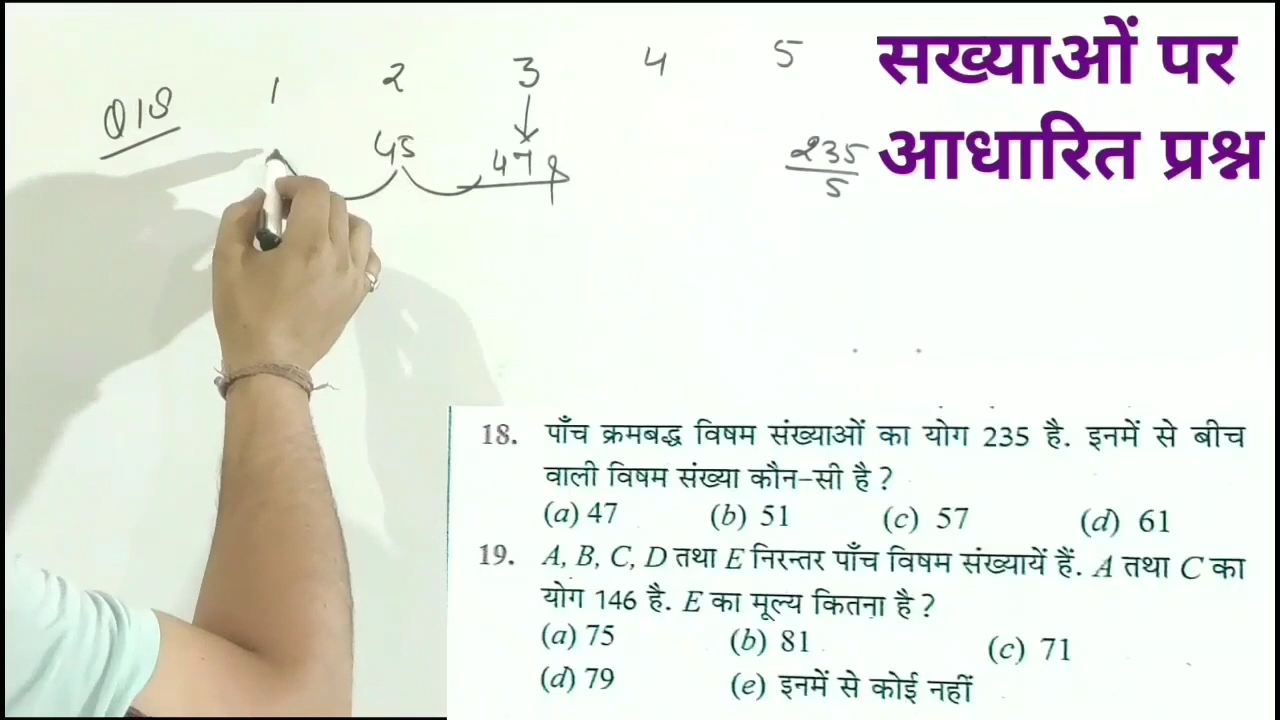 सख्याओं पर
आधारित प्रश्न
Q18
1 2 3 4 5
45 47
235
5
18. पाँच क्रमबद्ध विषम संख्याओं का योग 235 है. इनमें से बीच
वाली विषम संख्या कौन-सी है ?
(a) 47 (b) 51 (c) 57 (d) 61
19. A, B, C, D तथा E निरन्तर पाँच विषम संख्यायें हैं. A तथा C का
योग 146 है. E का मूल्य कितना है ?
(a) 75 (b) 81 (c) 71
(d) 79 (e) इनमें से कोई नहीं